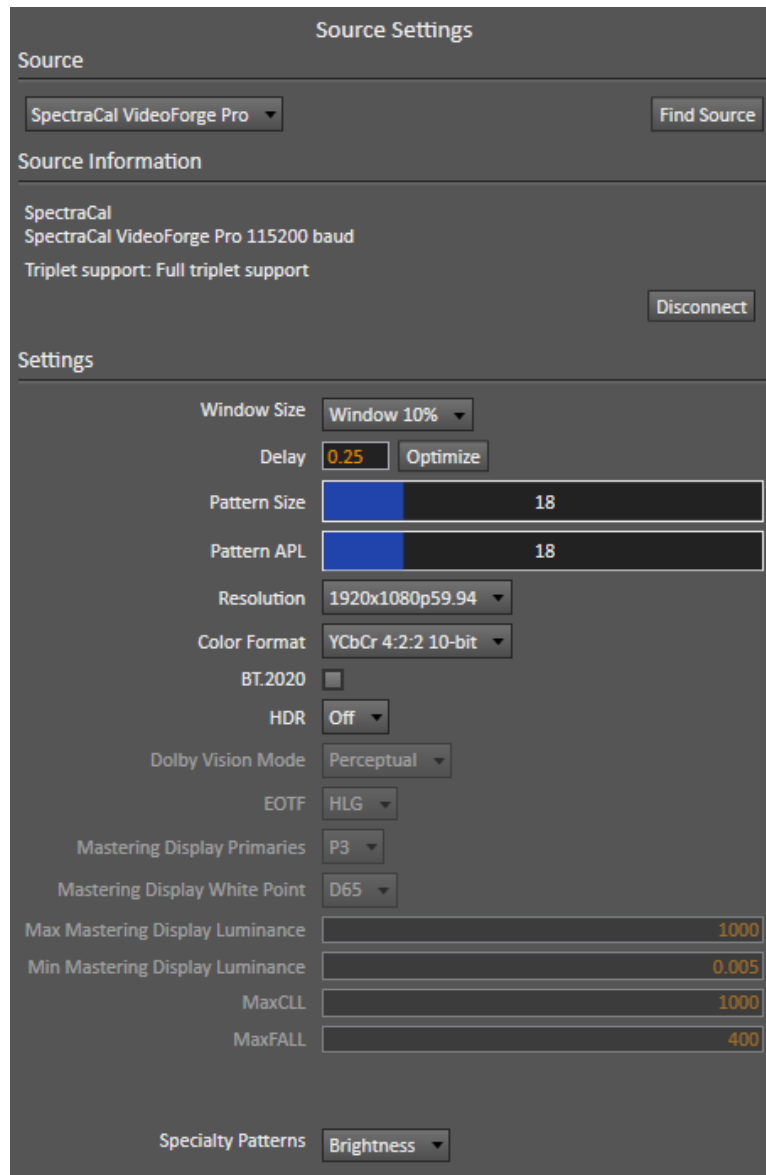 Source Settings
Source
SpectraCal VideoForge Pro
Find Source
Source Information
SpectraCal
SpectraCal VideoForge Pro 115200 baud
Triplet support: Full triplet support
Disconnect
Settings
Window Size Window 10%
Delay 0.25 Optimize
Pattern Size 18
Pattern APL 18
Resolution 1920x1080p59.94
Color Format YCbCr 4:2:2 10-bit
BT.2020
HDR Off
Dolby Vision Mode Perceptual
EOTF HLG
Mastering Display Primaries P3
Mastering Display White Point D65
Max Mastering Display Luminance 1000
Min Mastering Display Luminance 0.005
MaxCLL 1000
MaxFALL 400
Specialty Patterns Brightness